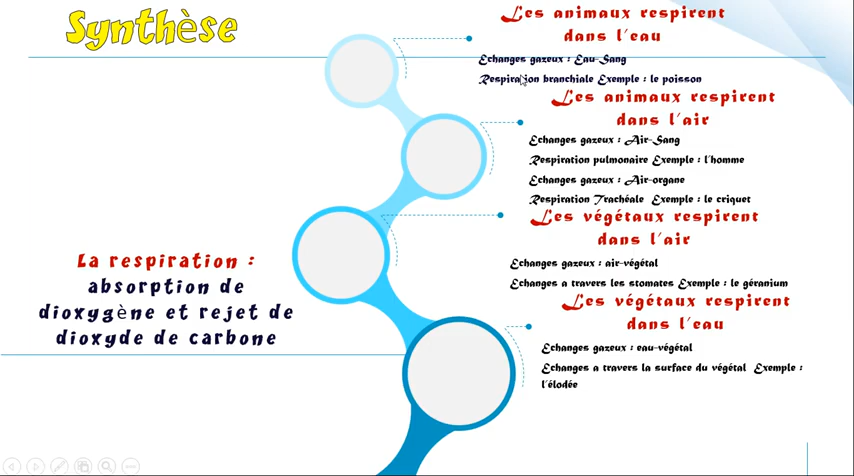 Synthèse
Les animaux respirent
dans l'eau
Echanges gazeux : Eau-Sang
Respiration branchiale Exemple : le poisson
Les animaux respirent
dans l'air
Echanges gazeux : Air-Sang
Respiration pulmonaire Exemple : l'homme
Echanges gazeux : Air-organe
Respiration Trachéale Exemple : le criquet
Les végétaux respirent
dans l'air
Echanges gazeux : air-végétal
Echanges a travers les stomates Exemple : le géranium
Les végétaux respirent
dans l'eau
Echanges gazeux : eau-végétal
Echanges a travers la surface du végétal Exemple :
l'élodée
La respiration :
absorption de
dioxygène et rejet de
dioxyde de carbone